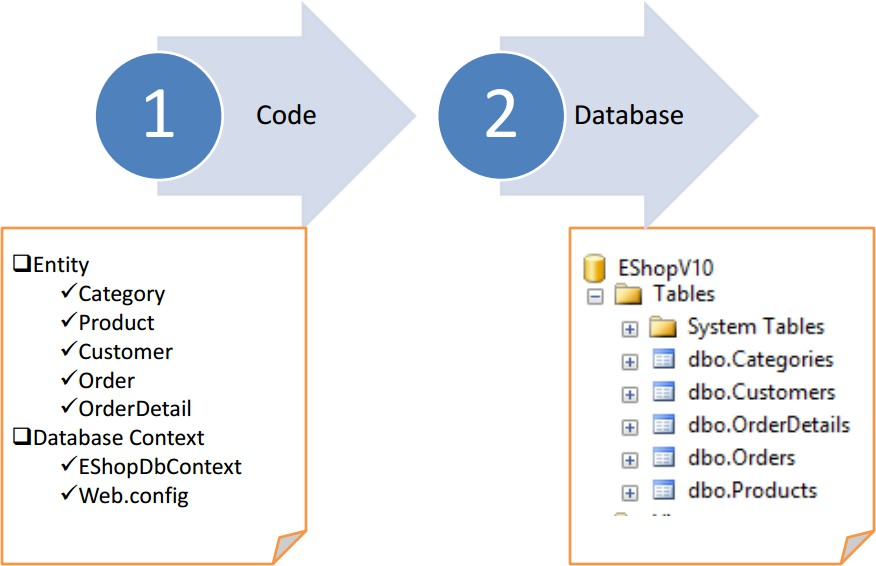 1
Code
2
Database
Entity
Category
Product
Customer
Order
OrderDetail
Database Context
EShopDbContext
Web.config
EShopV10
Tables
System Tables
dbo.Categories
dbo.Customers
dbo.OrderDetails
dbo.Orders
dbo.Products